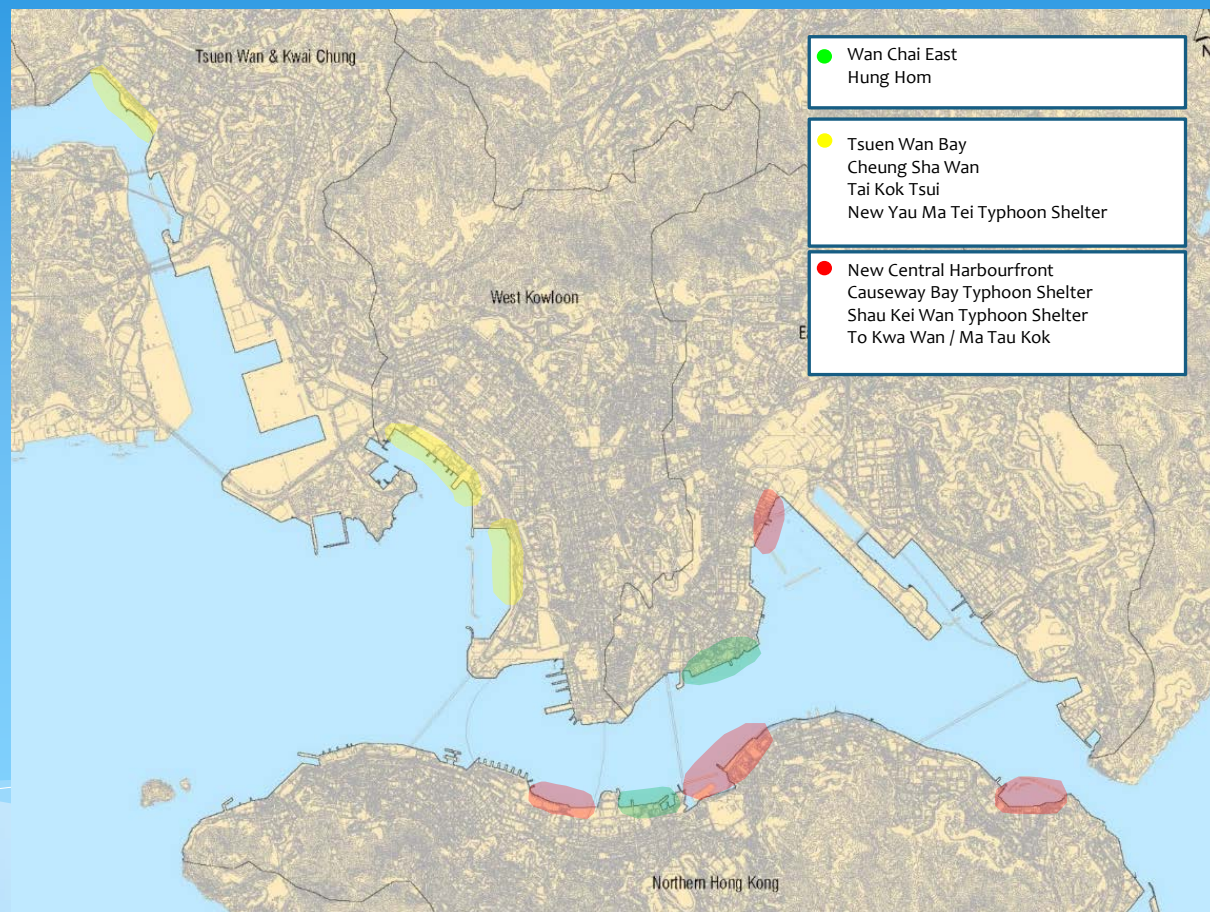 Tsuen Wan & Kwai Chung
N
Wan Chai East
Hung Hom
Tsuen Wan Bay
Cheung Sha Wan
Tai Kok Tsui
New Yau Ma Tei Typhoon Shelter
New Central Harbourfront
Causeway Bay Typhoon Shelter
Shau Kei Wan Typhoon Shelter
To Kwa Wan / Ma Tau Kok
West Kowloon
Northern Hong Kong